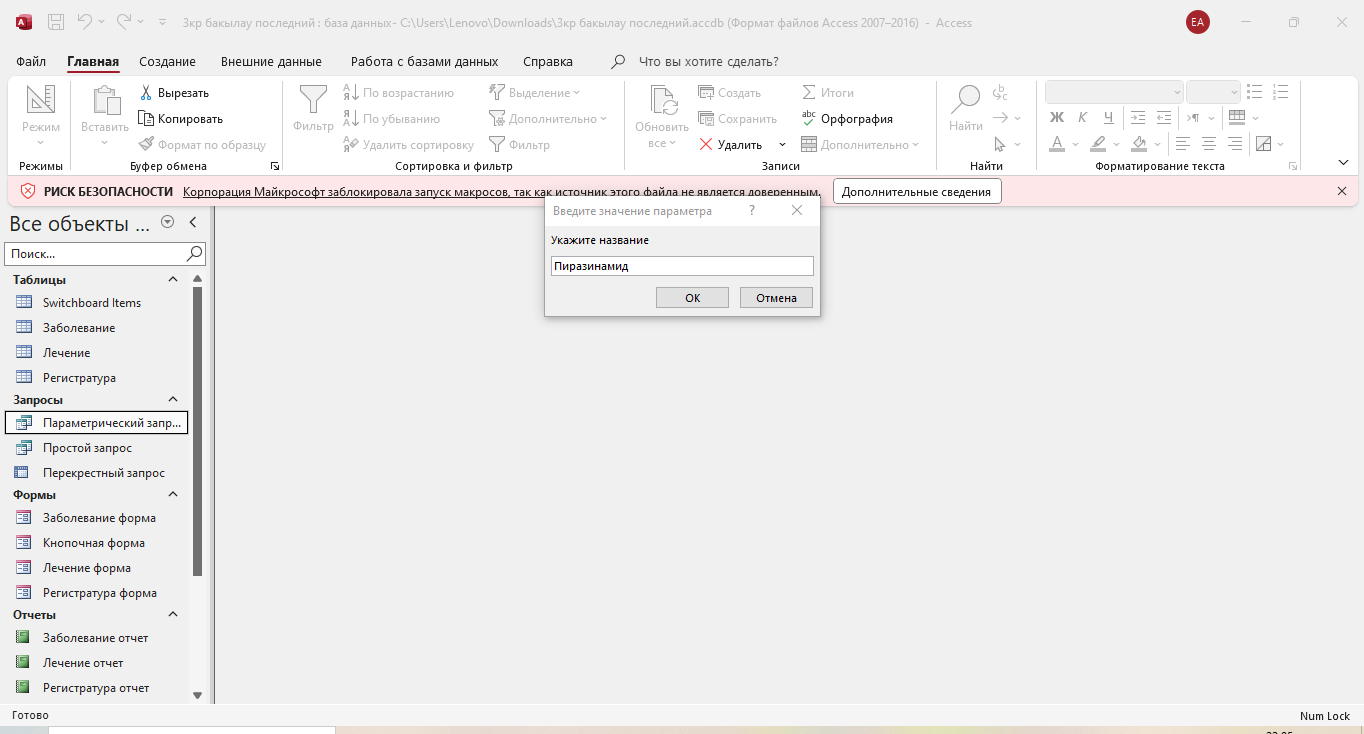 Зкр бакылау последний : база данных- C:\Users\Lenovo\Downloads\Зкр бакылау последний.accdb (Формат файлов Access 2007–2016) - Access
EA
Файл Главная Создание Внешние данные Работа с базами данных Справка Что вы хотите сделать?
Режим
Режимы
Вставить
Вырезать
Копировать
Формат по образцу
Буфер обмена
Фильтр
По возрастанию
По убыванию
Удалить сортировку
Выделение
Дополнительно
Фильтр
Сортировка и фильтр
Обновить
все
Создать
Сохранить
Удалить
Итоги
Орфография
Дополнительно
Записи
Найти
Найти
Ж К Ч
А
Форматирование текста
РИСК БЕЗОПАСНОСТИ Корпорация Майкрософт заблокировала запуск макросов, так как источник этого файла не является доверенным. Дополнительные сведения
Все объекты ...
Поиск...
Таблицы
Switchboard Items
Заболевание
Лечение
Регистратура
Запросы
Параметрический запр...
Простой запрос
Перекрестный запрос
Формы
Заболевание форма
Кнопочная форма
Лечение форма
Регистратура форма
Отчеты
Заболевание отчет
Лечение отчет
Регистратура отчет
Введите значение параметра ?
Укажите название
Пиразинамид
ОК Отмена
Готово
Num Lock